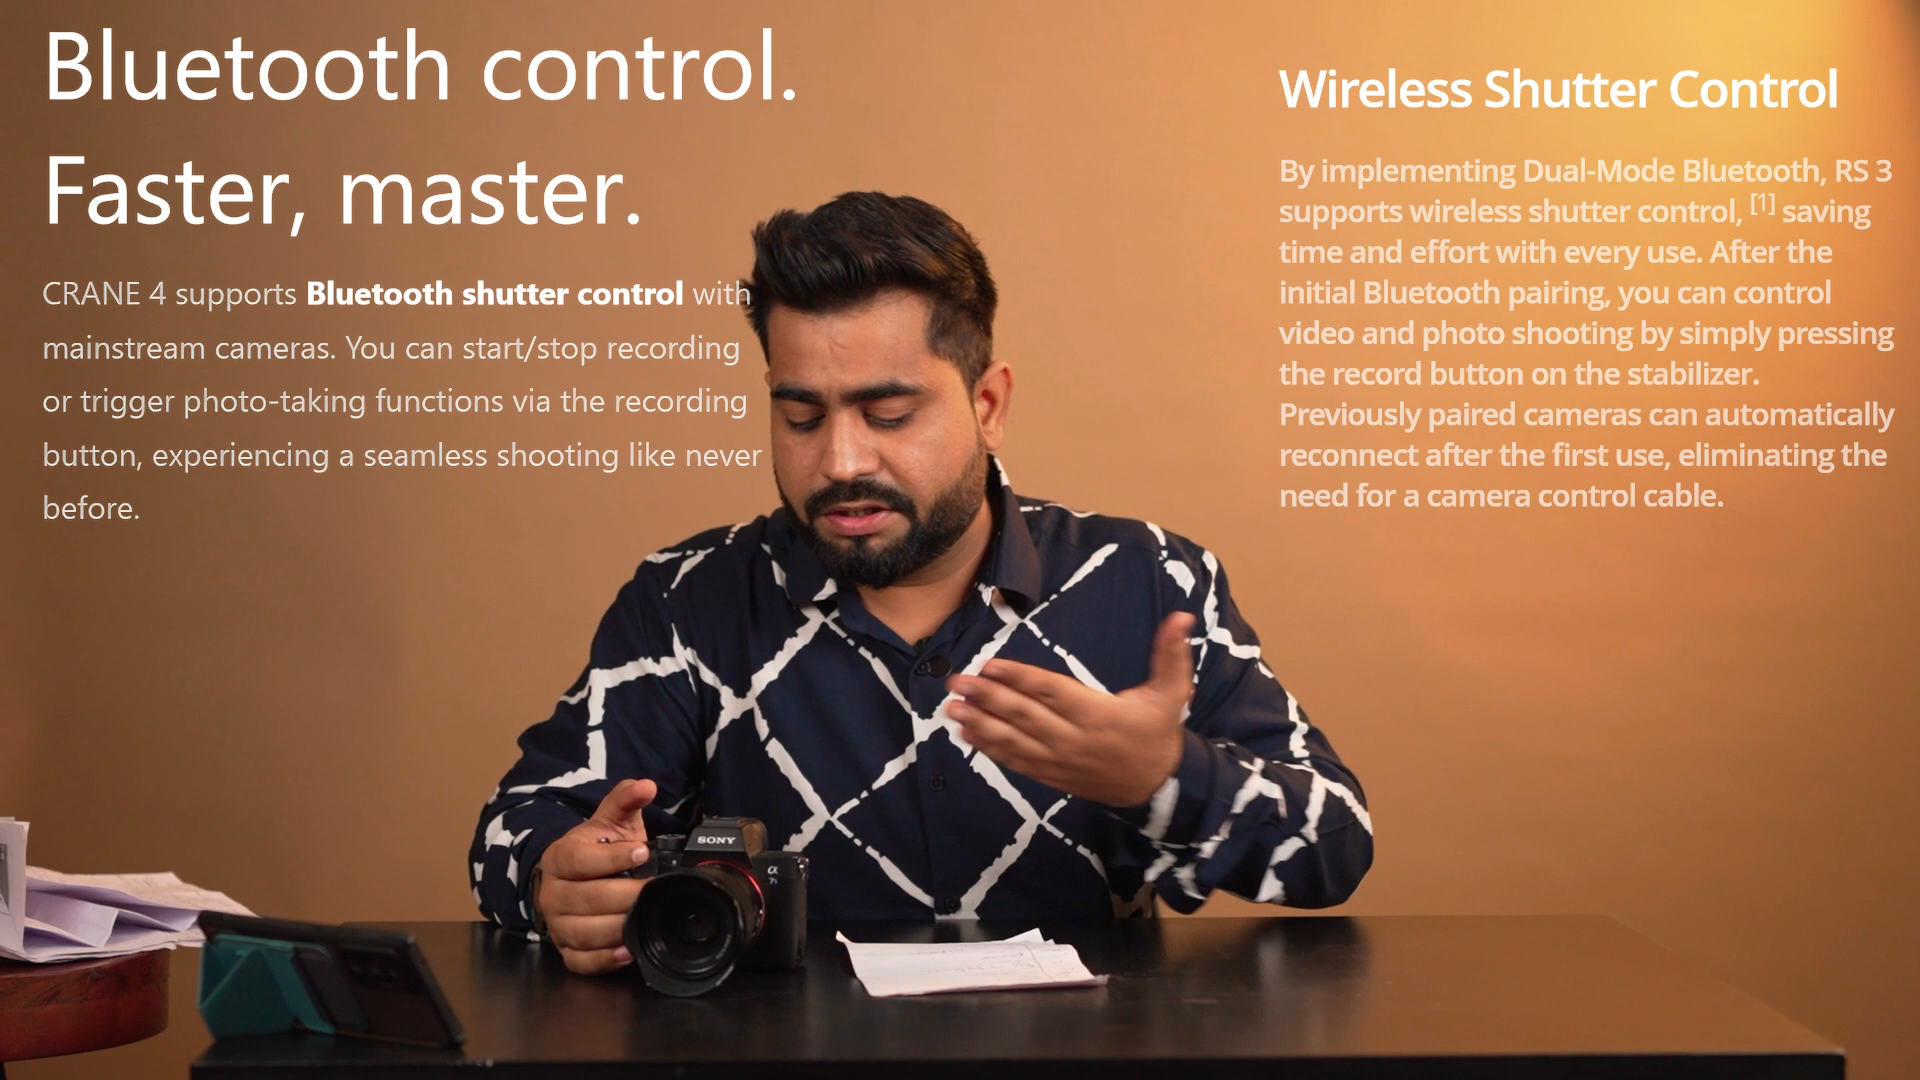 Bluetooth control.
Faster, master.
CRANE 4 supports Bluetooth shutter control with
mainstream cameras. You can start/stop recording
or trigger photo-taking functions via the recording
button, experiencing a seamless shooting like never
before.
Wireless Shutter Control
By implementing Dual-Mode Bluetooth, RS 3
supports wireless shutter control, [1] saving
time and effort with every use. After the
initial Bluetooth pairing, you can control
video and photo shooting by simply pressing
the record button on the stabilizer.
Previously paired cameras can automatically
reconnect after the first use, eliminating the
need for a camera control cable.
SONY
α
7s